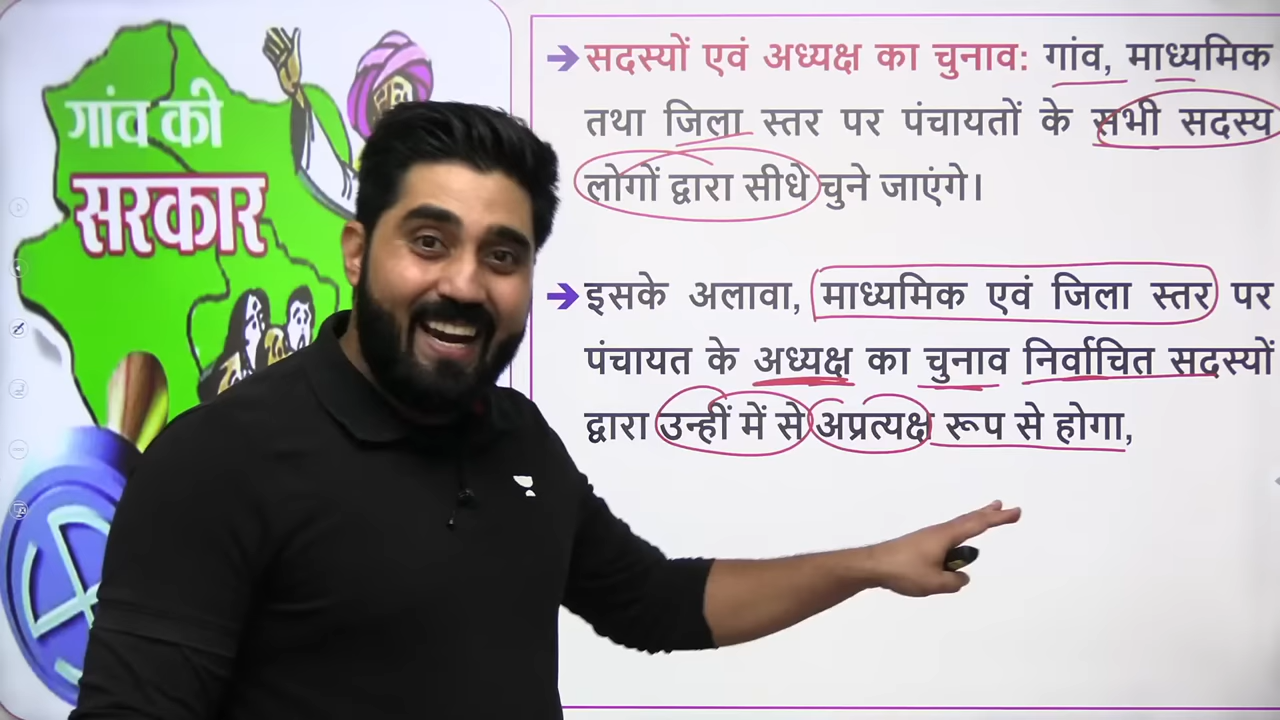 गांव की
सरकार
सदस्यों एवं अध्यक्ष का चुनाव: गांव, माध्यमिक
तथा जिला स्तर पर पंचायतों के सभी सदस्य
लोगों द्वारा सीधे चुने जाएंगे।
इसके अलावा, माध्यमिक एवं जिला स्तर पर
पंचायत के अध्यक्ष का चुनाव निर्वाचित सदस्यों
द्वारा उन्हीं में से अप्रत्यक्ष रूप से होगा,